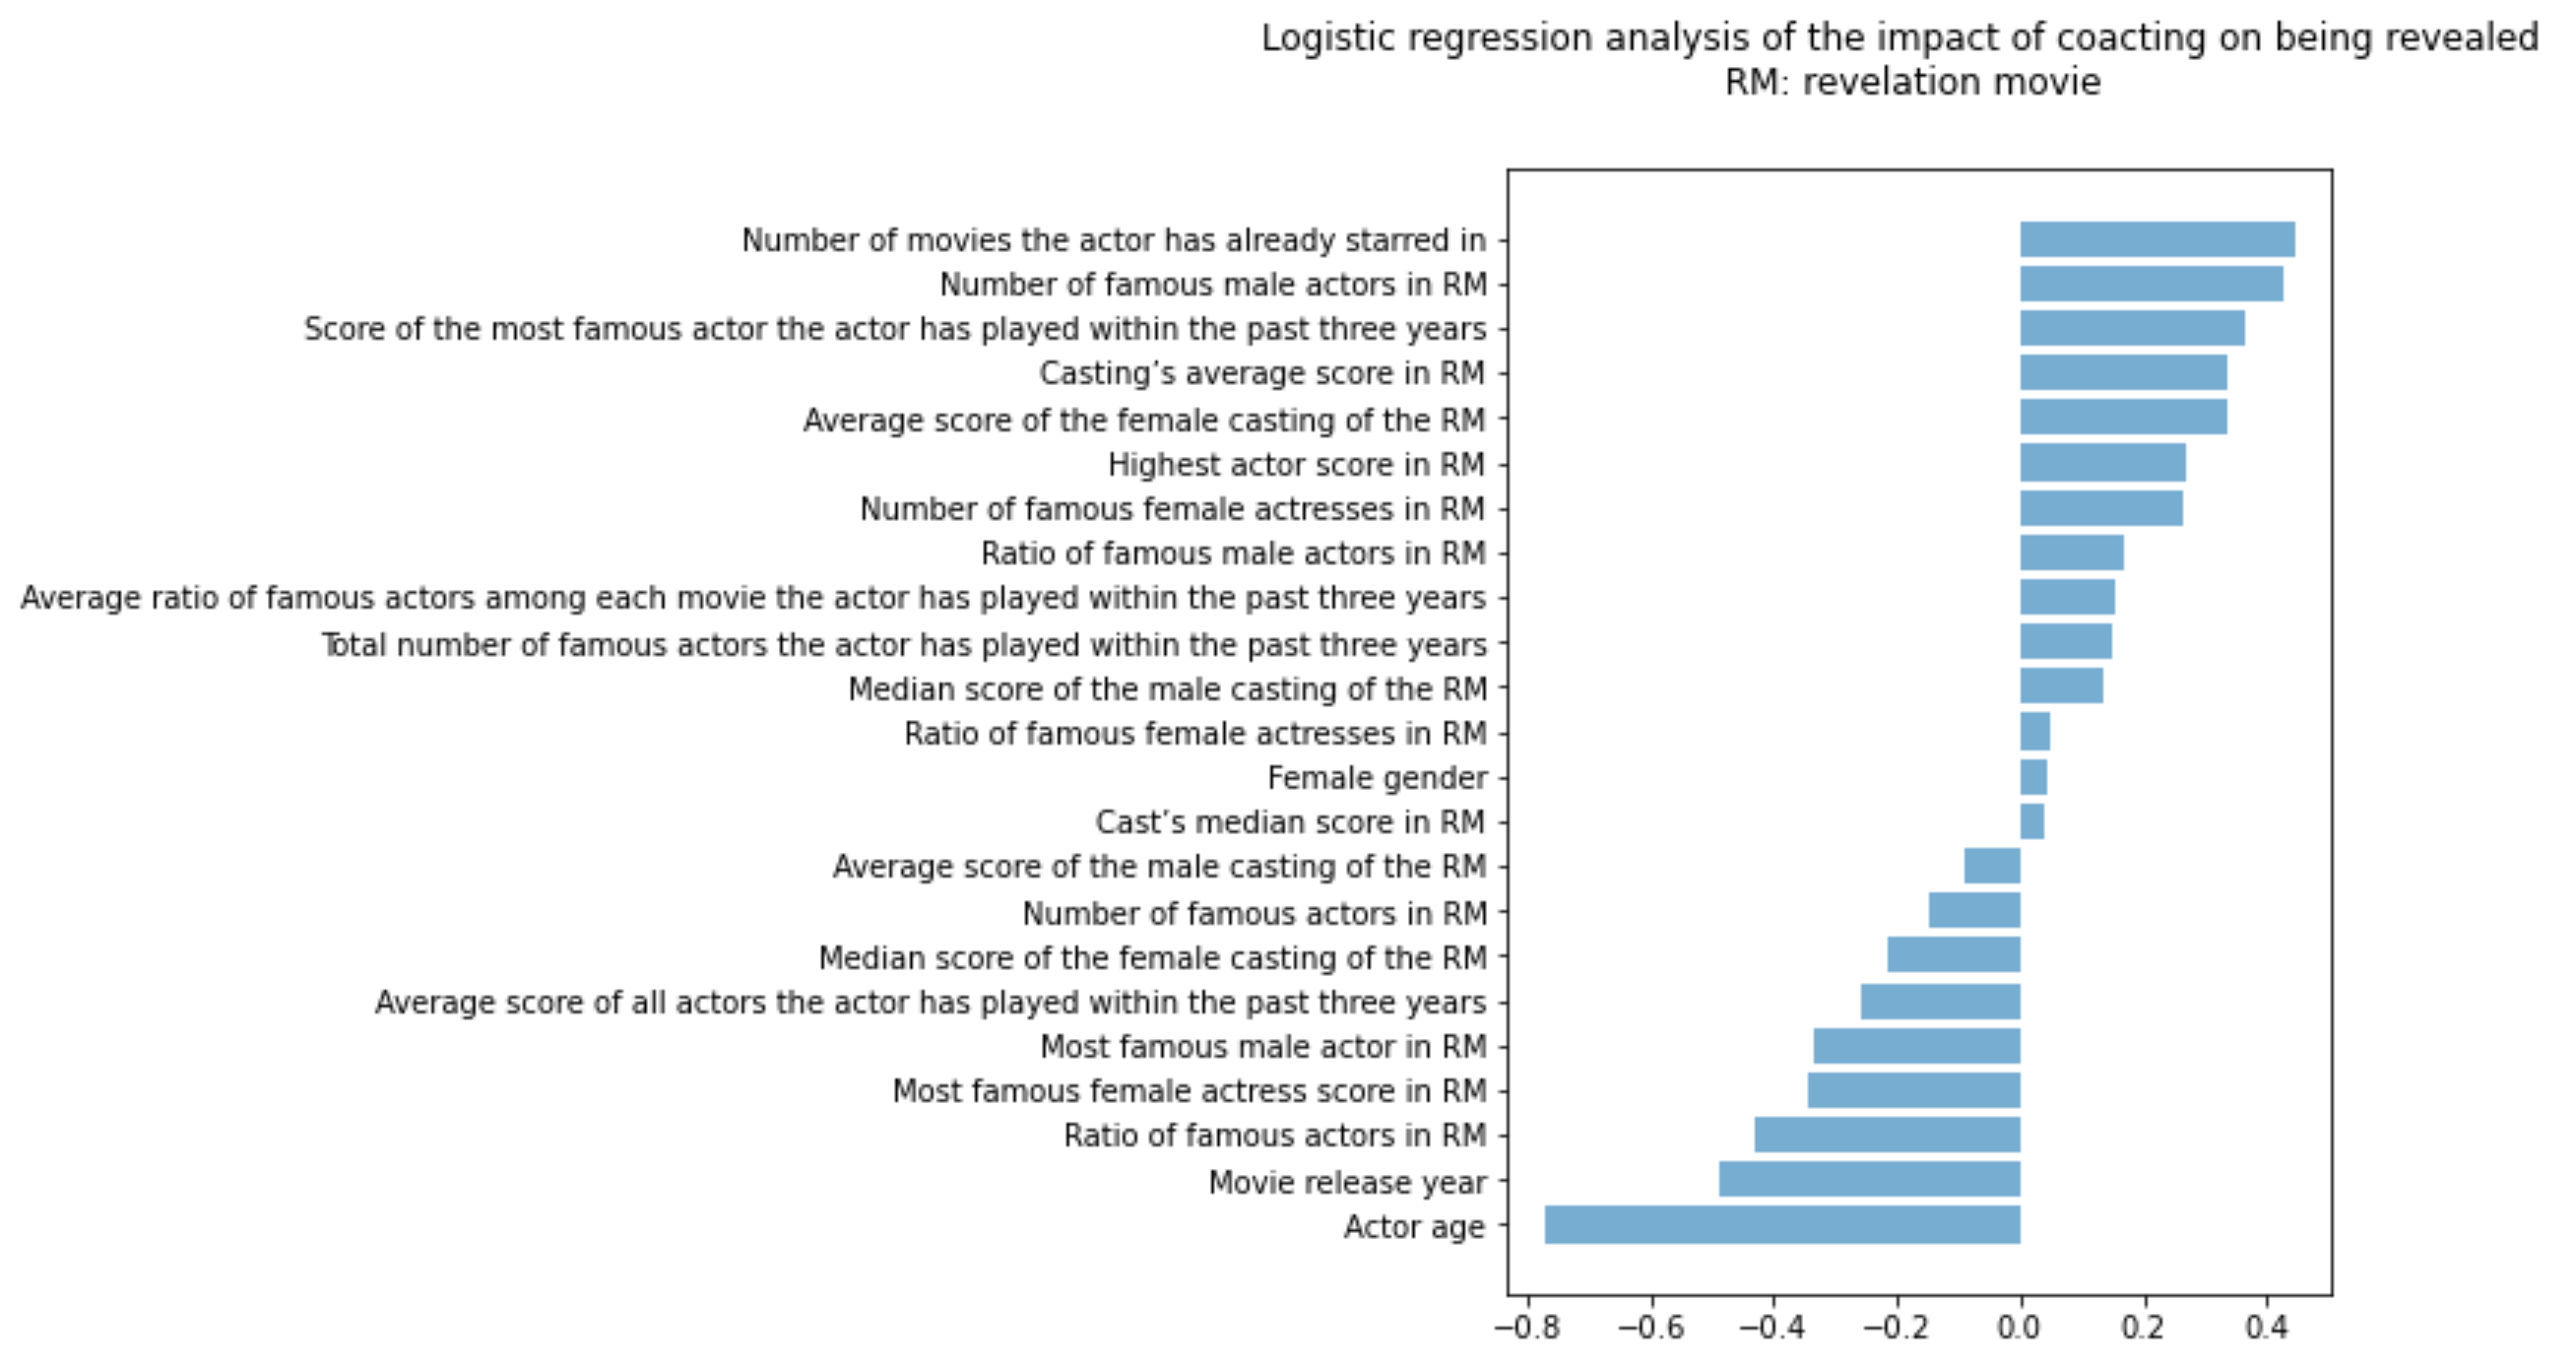 Logistic regression analysis of the impact of coacting on being revealed
RM: revelation movie
Number of movies the actor has already starred in
Number of famous male actors in RM
Score of the most famous actor the actor has played within the past three years
Casting’s average score in RM
Average score of the female casting of the RM
Highest actor score in RM
Number of famous female actresses in RM
Ratio of famous male actors in RM
Average ratio of famous actors among each movie the actor has played within the past three years
Total number of famous actors the actor has played within the past three years
Median score of the male casting of the RM
Ratio of famous female actresses in RM
Female gender
Cast’s median score in RM
Average score of the male casting of the RM
Number of famous actors in RM
Median score of the female casting of the RM
Average score of all actors the actor has played within the past three years
Most famous male actor in RM
Most famous female actress score in RM
Ratio of famous actors in RM
Movie release year
Actor age
−0.8 −0.6 −0.4 −0.2 0.0 0.2 0.4